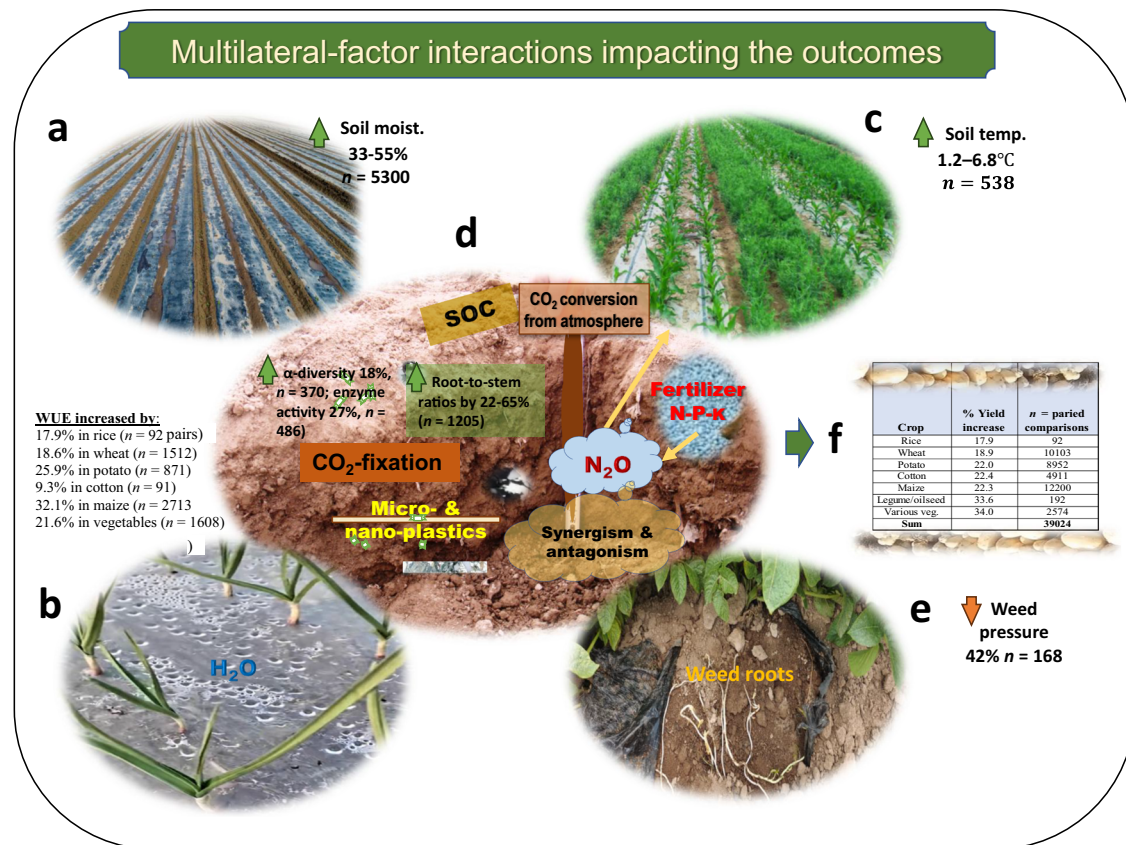 Multilateral-factor interactions impacting the outcomes
a
Soil moist.
33-55%
n = 5300
c
Soil temp.
1.2–6.8℃
n = 538
d
SOC
CO₂ conversion
from atmosphere
α-diversity 18%,
n = 370; enzyme
activity 27%, n =
486)
Root-to-stem
ratios by 22-65%
(n = 1205)
Fertilizer
N-P-K
CO₂-fixation
N₂O
Micro- &
nano-plastics
Synergism &
antagonism
WUE increased by:
17.9% in rice (n = 92 pairs)
18.6% in wheat (n = 1512)
25.9% in potato (n = 871)
9.3% in cotton (n = 91)
32.1% in maize (n = 2713
21.6% in vegetables (n = 1608)
)
f
Crop % Yield increase n = paried comparisons
Rice 17.9 92
Wheat 18.9 10103
Potato 22.0 8952
Cotton 22.4 4911
Maize 22.3 12200
Legume/oilseed 33.6 192
Various veg. 34.0 2574
Sum 39024
b
H₂O
e
Weed
pressure
42% n = 168
Weed roots